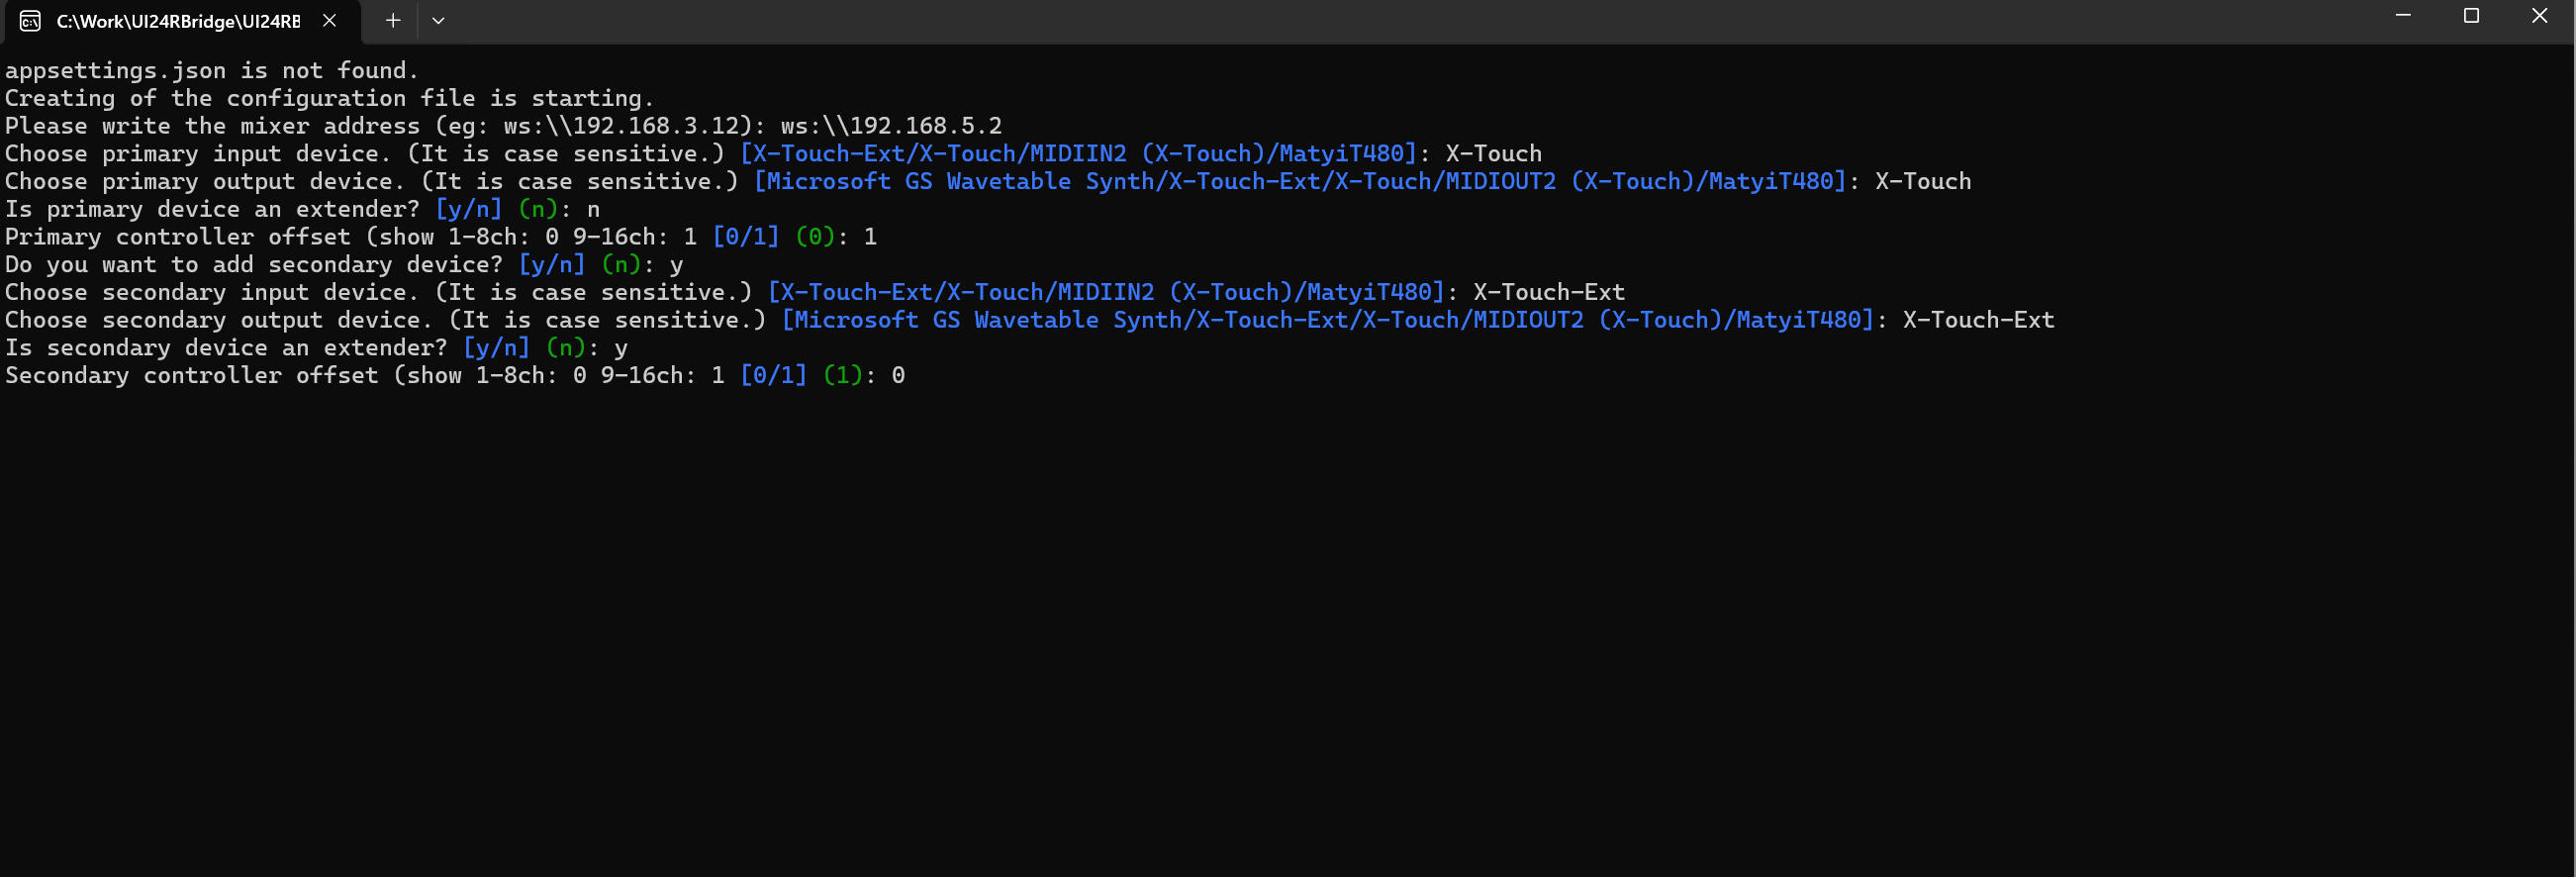 C:\Work\UI24RBridge\UI24RB
appsettings.json is not found.
Creating of the configuration file is starting.
Please write the mixer address (eg: ws:\\192.168.3.12): ws:\\192.168.5.2
Choose primary input device. (It is case sensitive.) [X-Touch-Ext/X-Touch/MIDIIN2 (X-Touch)/MatyiT480]: X-Touch
Choose primary output device. (It is case sensitive.) [Microsoft GS Wavetable Synth/X-Touch-Ext/X-Touch/MIDIOUT2 (X-Touch)/MatyiT480]: X-Touch
Is primary device an extender? [y/n] (n): n
Primary controller offset (show 1-8ch: 0 9-16ch: 1 [0/1] (0): 1
Do you want to add secondary device? [y/n] (n): y
Choose secondary input device. (It is case sensitive.) [X-Touch-Ext/X-Touch/MIDIIN2 (X-Touch)/MatyiT480]: X-Touch-Ext
Choose secondary output device. (It is case sensitive.) [Microsoft GS Wavetable Synth/X-Touch-Ext/X-Touch/MIDIOUT2 (X-Touch)/MatyiT480]: X-Touch-Ext
Is secondary device an extender? [y/n] (n): y
Secondary controller offset (show 1-8ch: 0 9-16ch: 1 [0/1] (1): 0